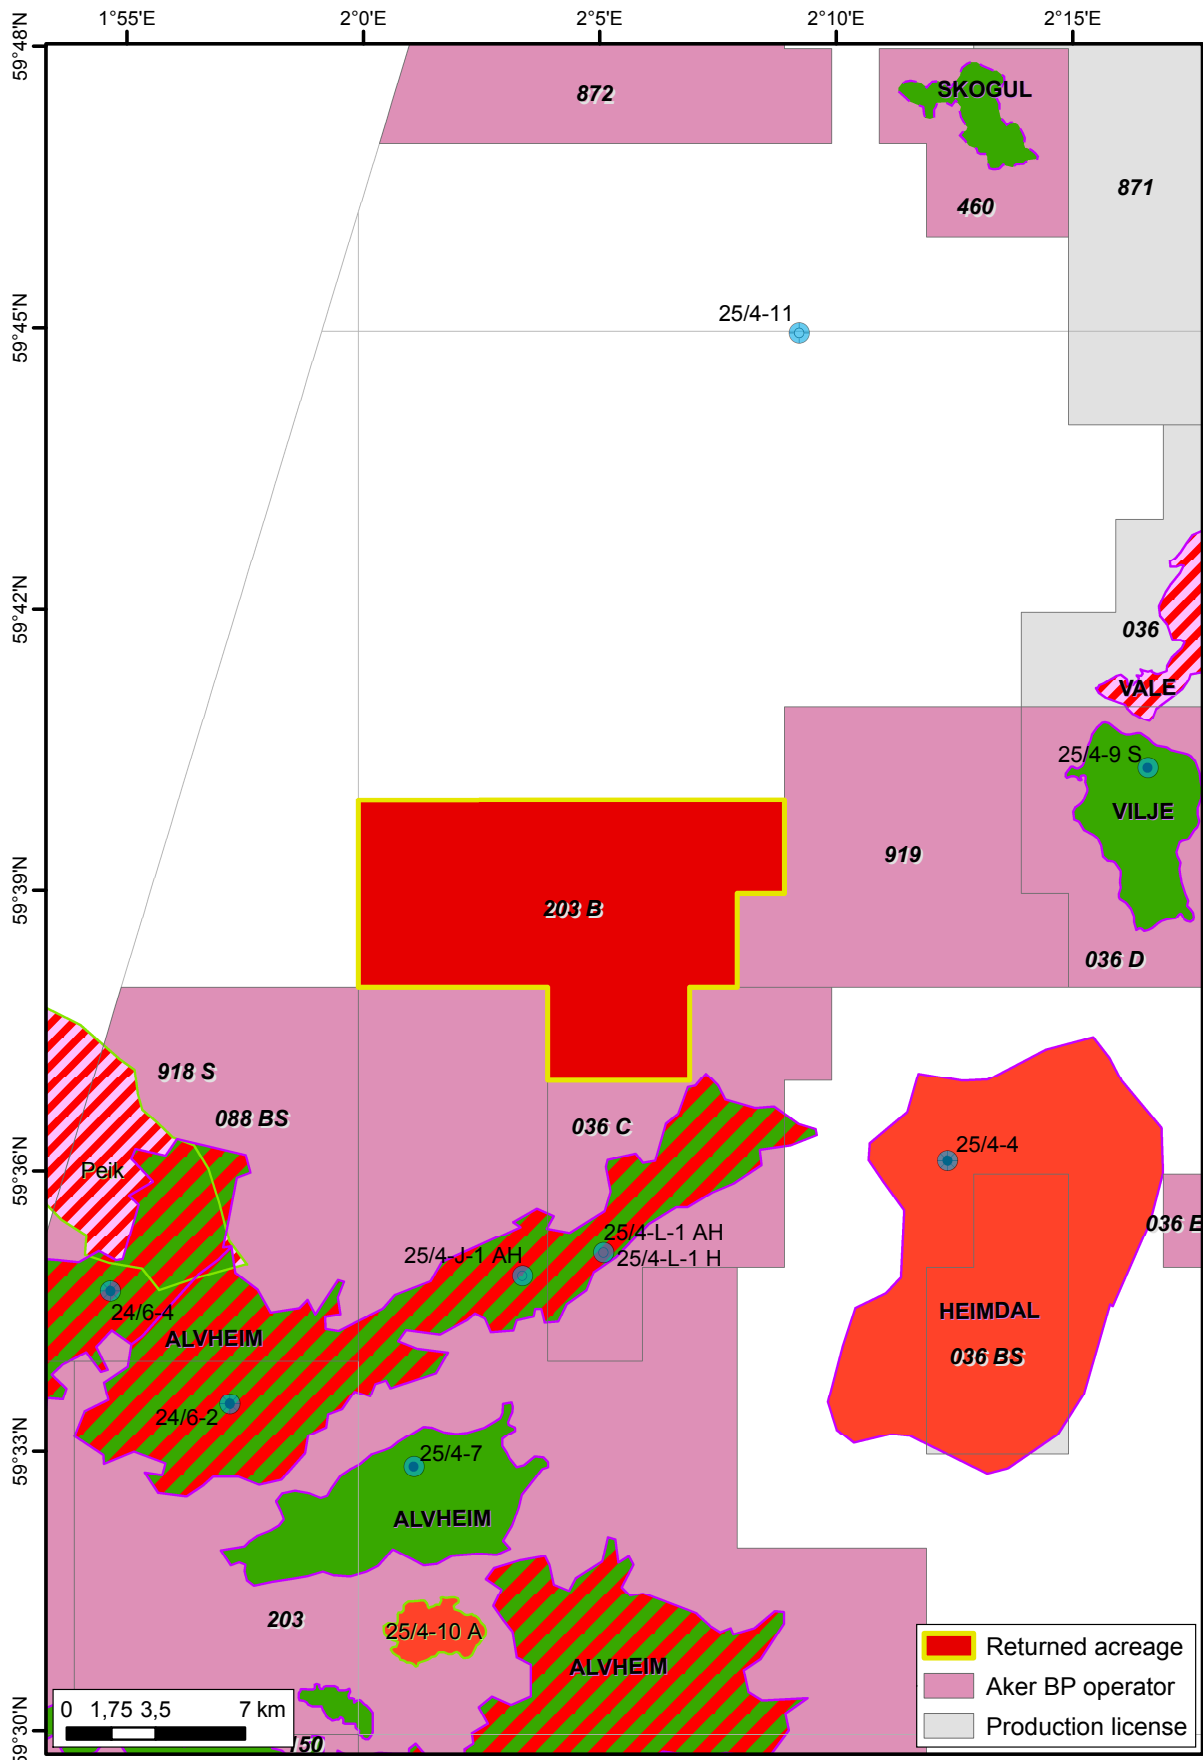 1°55'E 2°0'E 2°5'E 2°10'E 2°15'E
59°48'N
872
SKOGUL
871
460
59°45'N
25/4-11
59°42'N
036
VALE
25/4-9 S
VILJE
919
59°39'N
203 B
036 D
918 S
088 BS
036 C
25/4-4
59°36'N
Peik
036 E
25/4-L-1 AH
25/4-J-1 AH
25/4-L-1 H
24/6-4
HEIMDAL
ALVHEIM
036 BS
24/6-2
59°33'N
25/4-7
ALVHEIM
203
25/4-10 A
ALVHEIM
Returned acreage
Aker BP operator
Production license
0 1,75 3,5 7 km
59°30'N
150